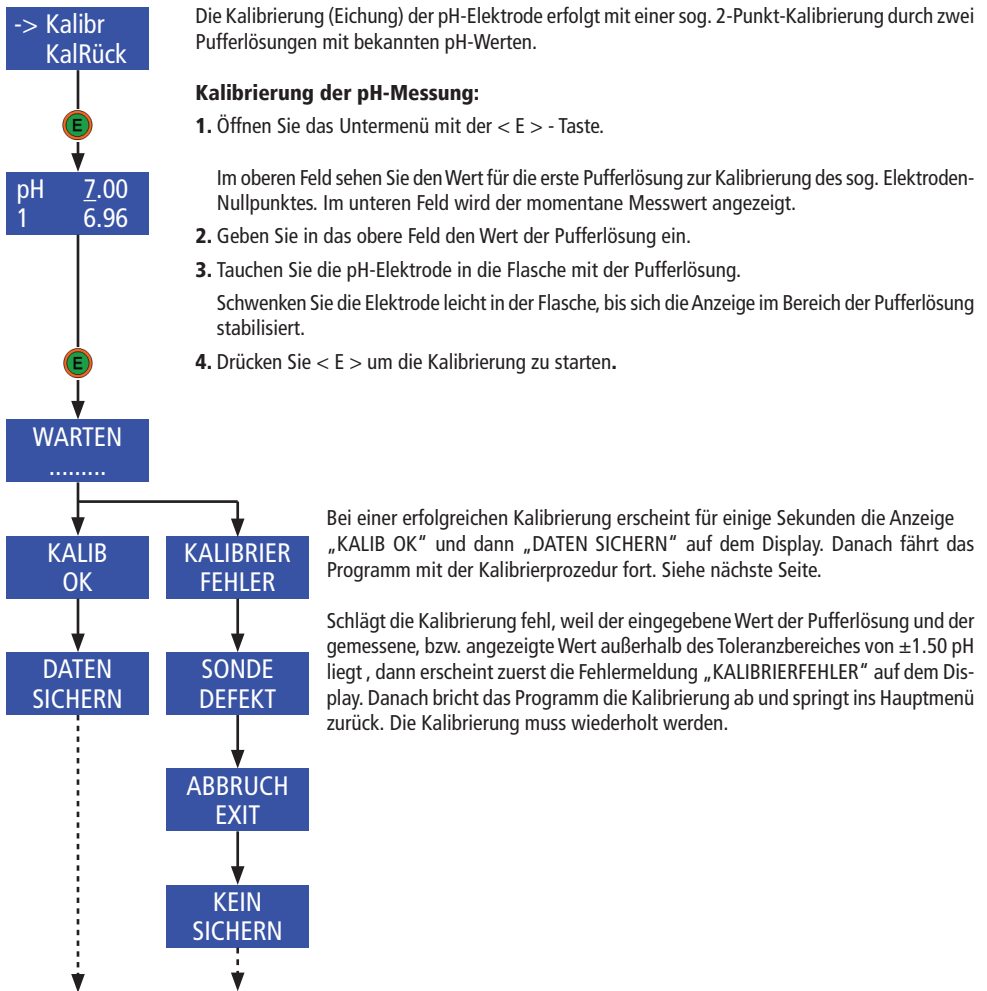 -> Kalibr
KalRück
Die Kalibrierung (Eichung) der pH-Elektrode erfolgt mit einer sog. 2-Punkt-Kalibrierung durch zwei
Pufferlösungen mit bekannten pH-Werten.
Kalibrierung der pH-Messung:
1. Öffnen Sie das Untermenü mit der < E > - Taste.
E
pH 7.00
1 6.96
Im oberen Feld sehen Sie den Wert für die erste Pufferlösung zur Kalibrierung des sog. Elektroden-
Nullpunktes. Im unteren Feld wird der momentane Messwert angezeigt.
2. Geben Sie in das obere Feld den Wert der Pufferlösung ein.
3. Tauchen Sie die pH-Elektrode in die Flasche mit der Pufferlösung.
Schwenken Sie die Elektrode leicht in der Flasche, bis sich die Anzeige im Bereich der Pufferlösung
stabilisiert.
4. Drücken Sie < E > um die Kalibrierung zu starten.
E
WARTEN
.........
KALIB
OK
KALIBRIER
FEHLER
Bei einer erfolgreichen Kalibrierung erscheint für einige Sekunden die Anzeige
„KALIB OK" und dann „DATEN SICHERN" auf dem Display. Danach fährt das
Programm mit der Kalibrierprozedur fort. Siehe nächste Seite.
Schlägt die Kalibrierung fehl, weil der eingegebene Wert der Pufferlösung und der
gemessene, bzw. angezeigte Wert außerhalb des Toleranzbereiches von ±1.50 pH
liegt , dann erscheint zuerst die Fehlermeldung „KALIBRIERFEHLER" auf dem Dis-
play. Danach bricht das Programm die Kalibrierung ab und springt ins Hauptmenü
zurück. Die Kalibrierung muss wiederholt werden.
DATEN
SICHERN
SONDE
DEFEKT
ABBRUCH
EXIT
KEIN
SICHERN